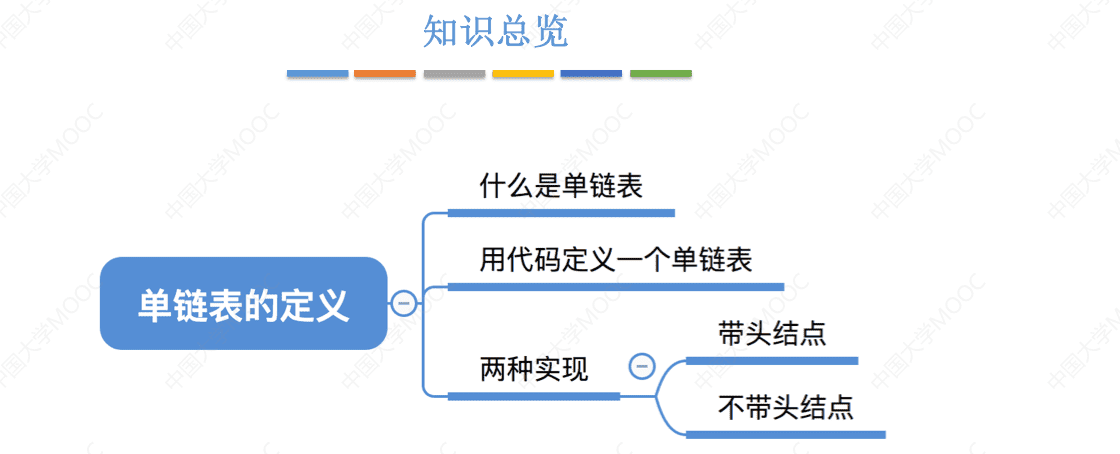 知识总览
什么是单链表
用代码定义一个单链表
单链表的定义
两种实现
带头结点
不带头结点
中国大学MOOC